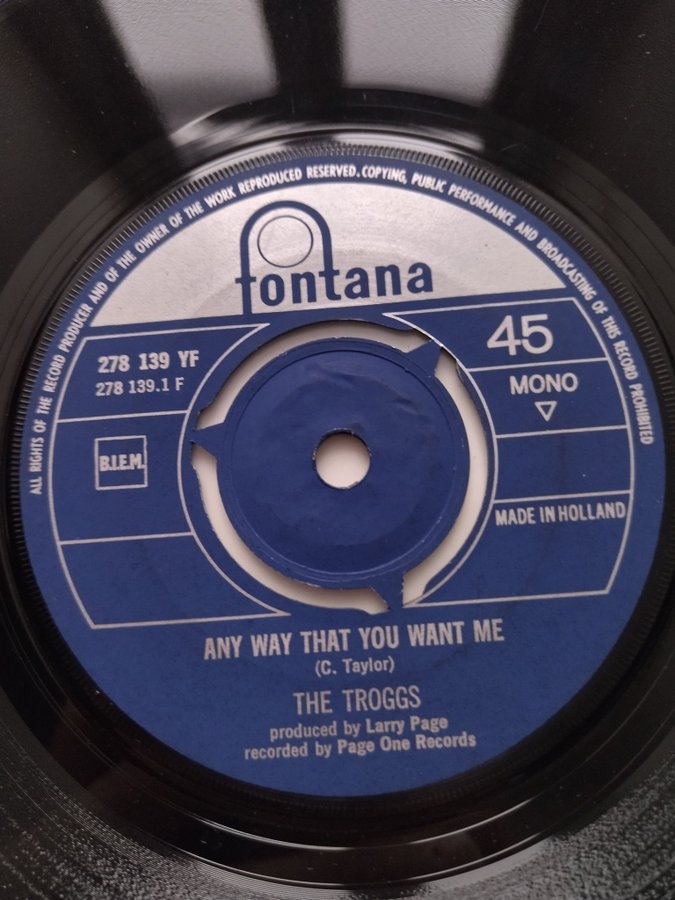 ALL RIGHTS OF THE RECORD PRODUCER AND OF THE OWNER OF THE WORK REPRODUCED RESERVED. COPYING, PUBLIC PERFORMANCE AND BROADCASTING OF THIS RECORD PROHIBITED
fontana
278 139 YF
278 139.1 F
45
MONO
B.I.E.M.
MADE IN HOLLAND
ANY WAY THAT YOU WANT ME
(C. Taylor)
THE TROGGS
produced by Larry Page
recorded by Page One Records